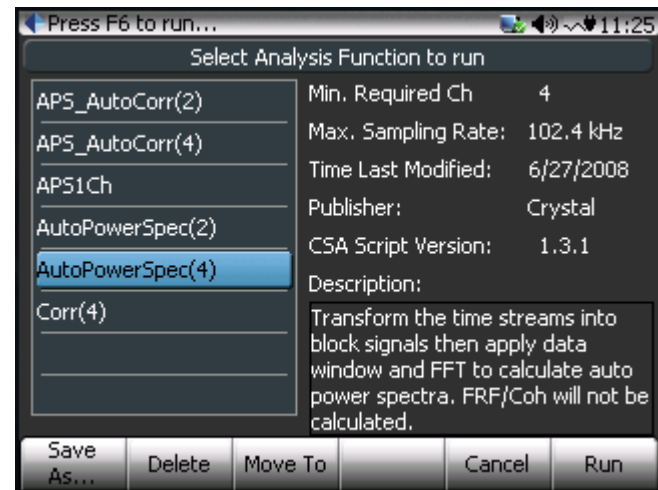 Press F6 to run...
11:25
Select Analysis Function to run
APS_AutoCorr(2)
APS_AutoCorr(4)
APS1Ch
AutoPowerSpec(2)
AutoPowerSpec(4)
Corr(4)
Min. Required Ch 4
Max. Sampling Rate: 102.4 kHz
Time Last Modified: 6/27/2008
Publisher: Crystal
CSA Script Version: 1.3.1
Description:
Transform the time streams into
block signals then apply data
window and FFT to calculate auto
power spectra. FRF/Coh will not be
calculated.
Save As...
Delete
Move To
Cancel
Run